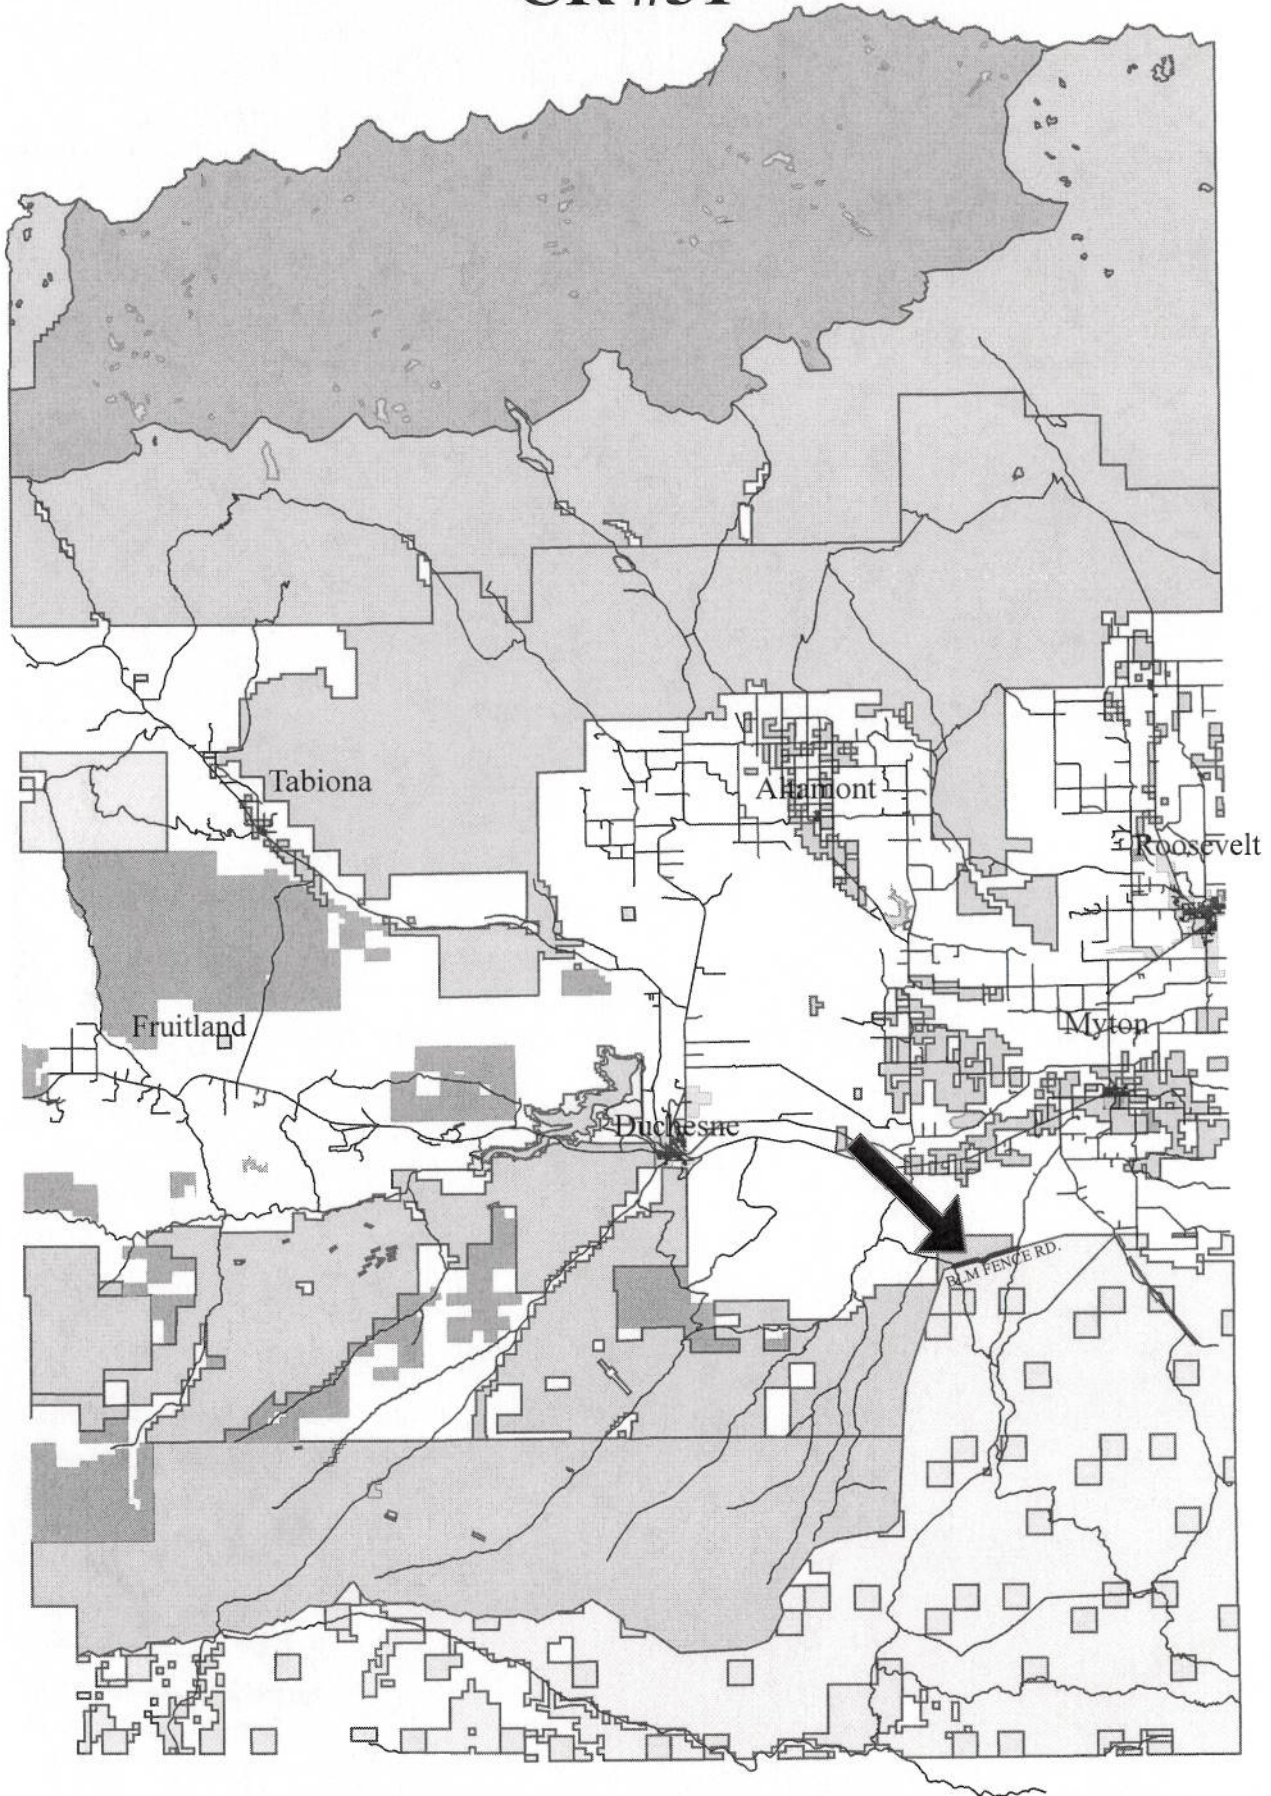 Tabiona
Altamont
Roosevelt
Fruitland
Myton
Duchesne
BLM FENCE RD.